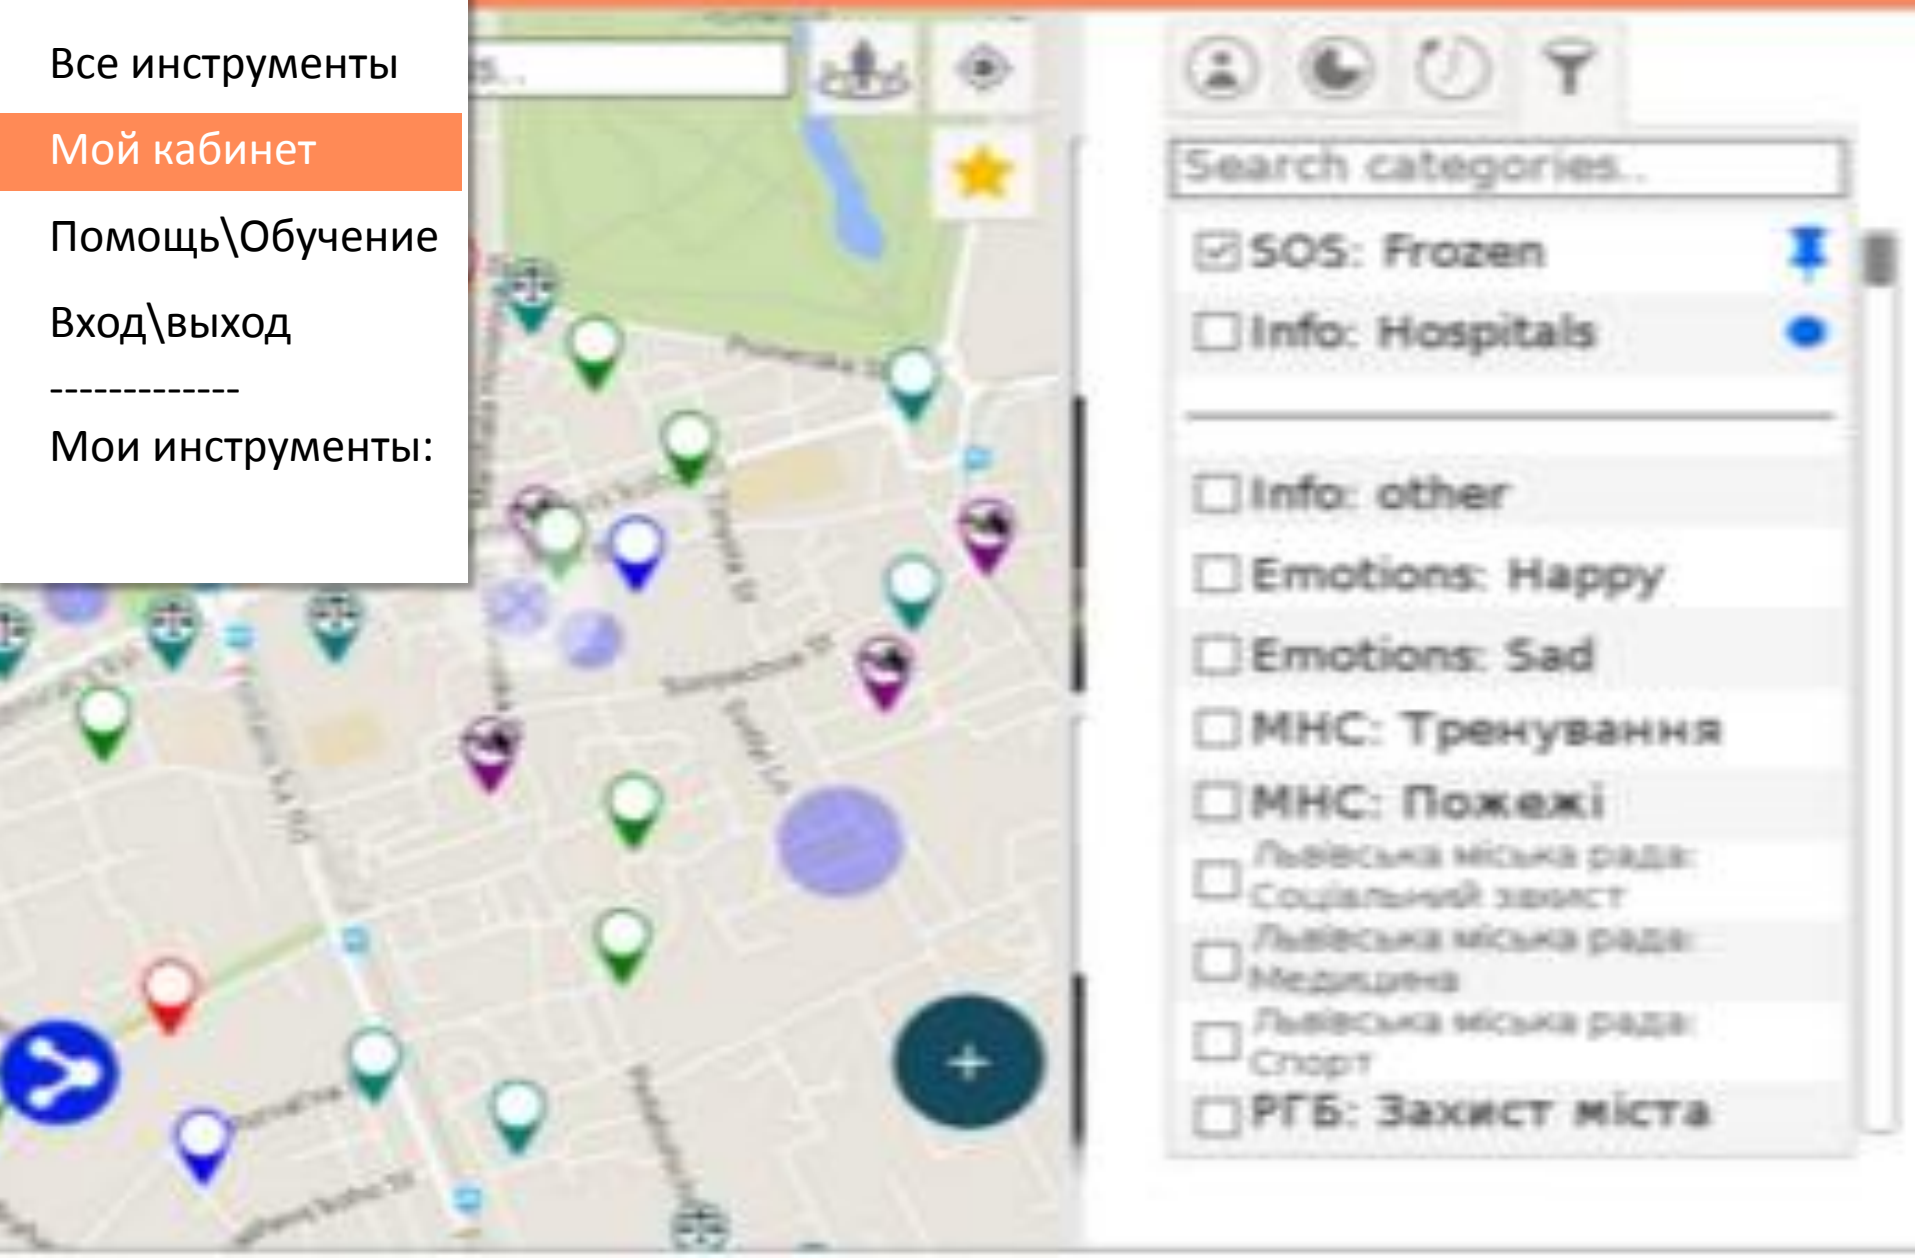 Все инструменты
Мой кабинет
Помощь\Обучение
Вход\выход
-------------
Мои инструменты:
Search categories..
SOS: Frozen
Info: Hospitals
Info: other
Emotions: Happy
Emotions: Sad
МНС: Тренування
МНС: Пожежі
Львівська міська рада:
Соціальний захист
Львівська міська рада:
Медицина
Львівська міська рада:
Спорт
РГБ: Захист міста